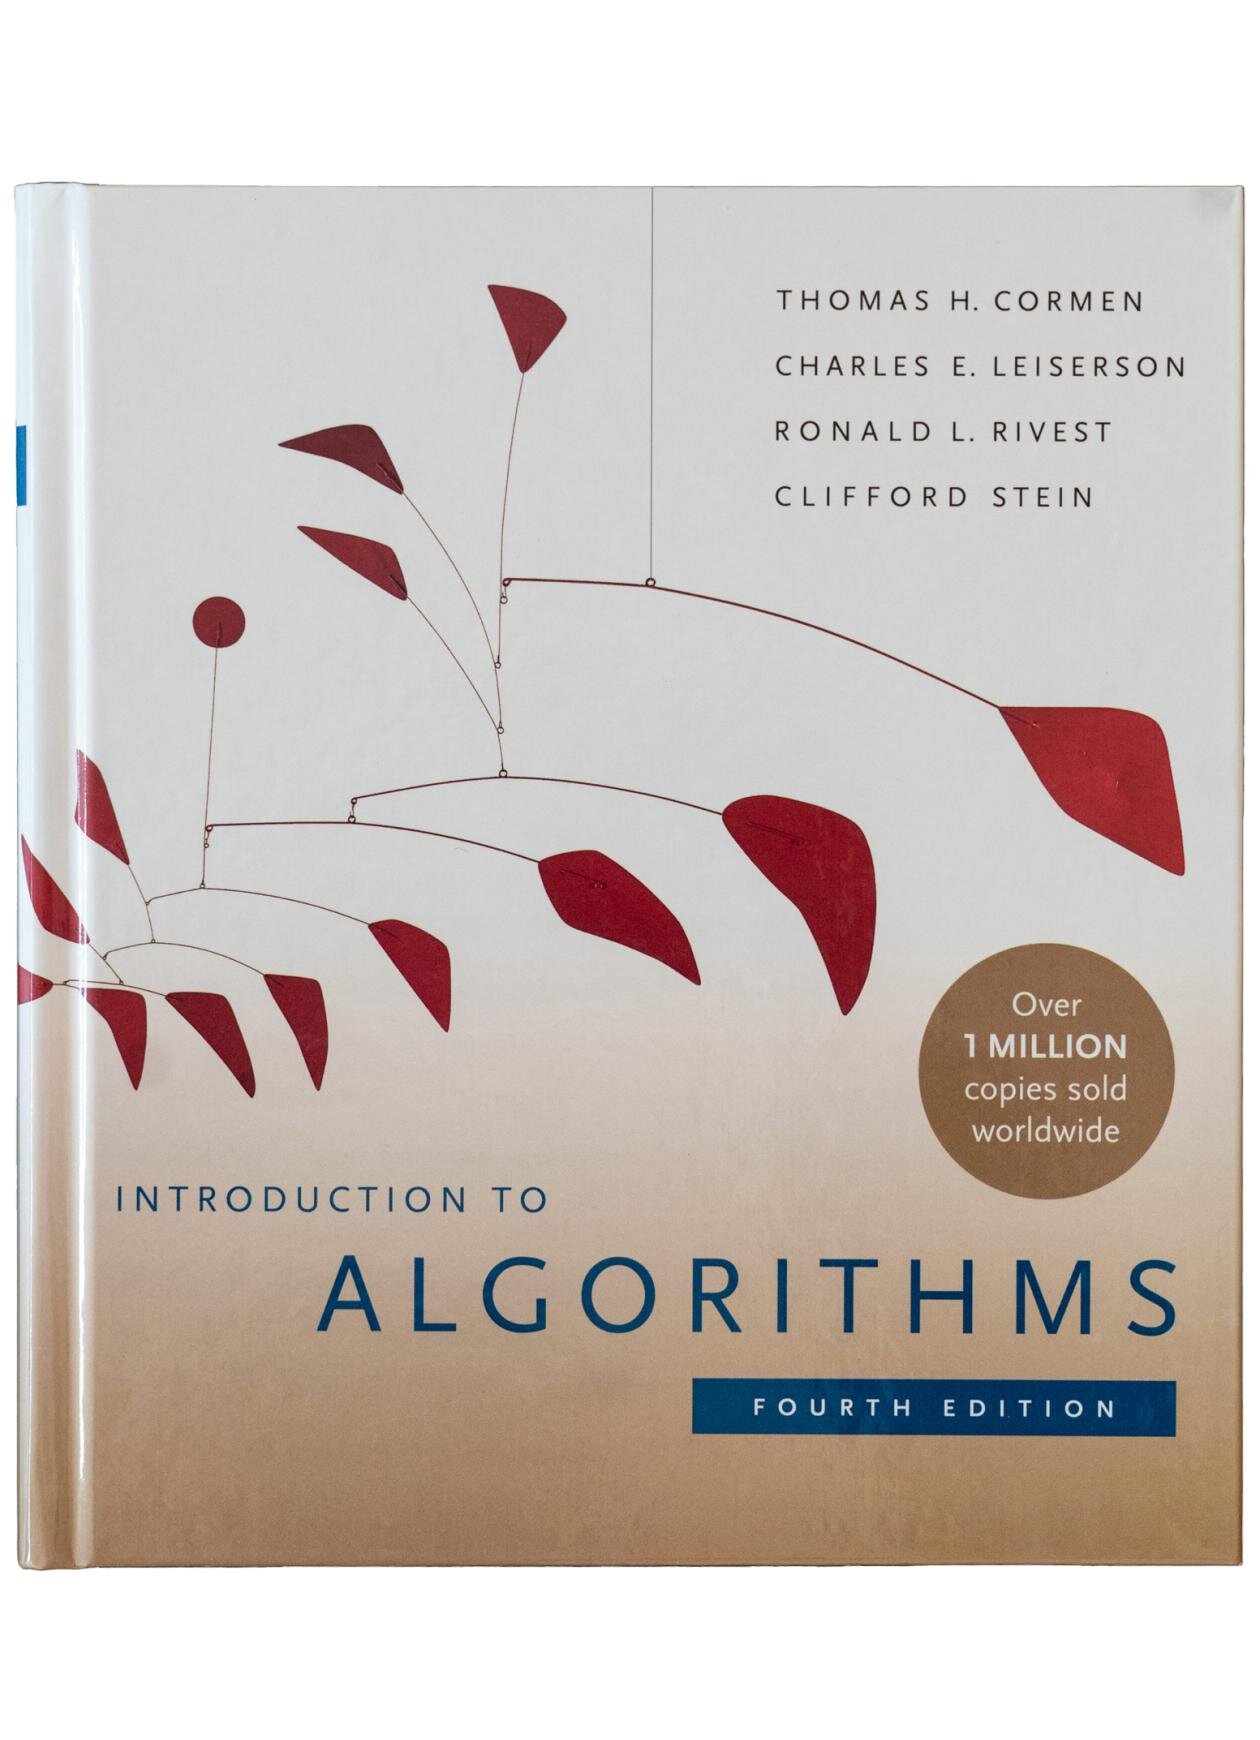 THOMAS H. CORMEN
CHARLES E. LEISERSON
RONALD L. RIVEST
CLIFFORD STEIN
Over
1 MILLION
copies sold
worldwide
INTRODUCTION TO
ALGORITHMS
FOURTH EDITION